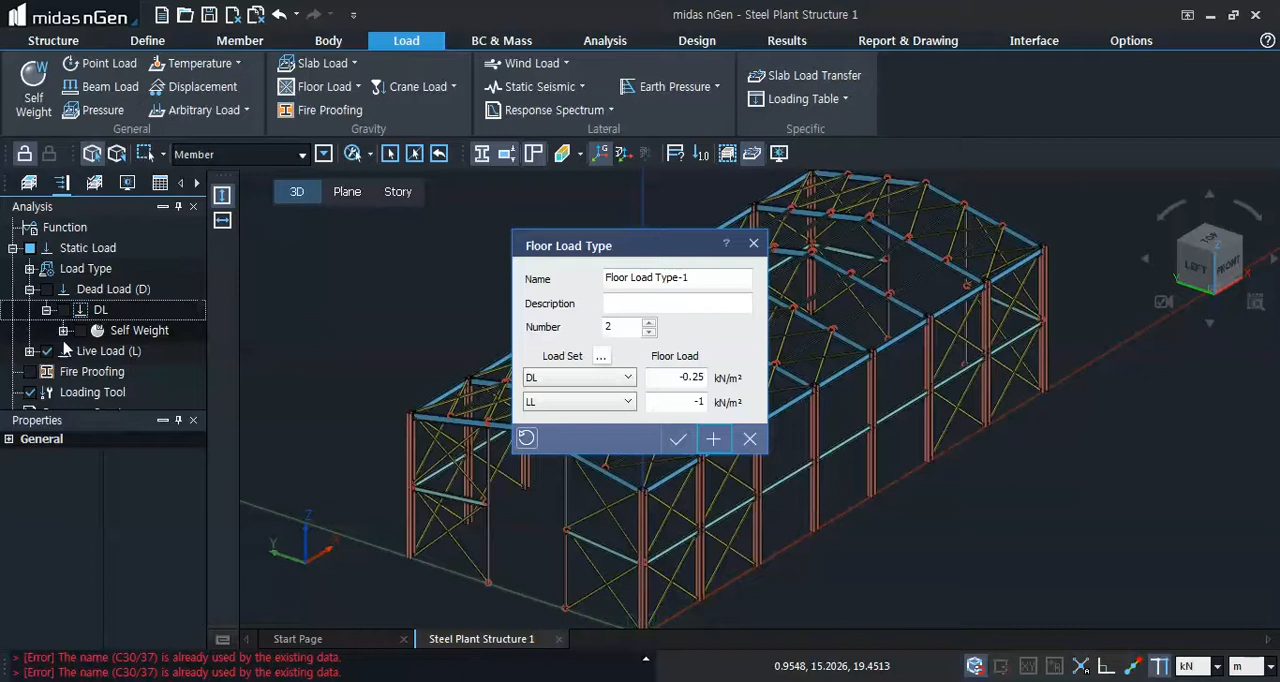 midas nGen
midas nGen - Steel Plant Structure 1
Structure Define Member Body Load BC & Mass Analysis Design Results Report & Drawing Interface Options
Self Weight
Point Load
Temperature
Beam Load
Displacement
Pressure
Arbitrary Load
General
Slab Load
Floor Load
Crane Load
Fire Proofing
Gravity
Wind Load
Static Seismic
Earth Pressure
Response Spectrum
Lateral
Slab Load Transfer
Loading Table
Specific
Member
1.0
3D Plane Story
Analysis
Function
Static Load
Load Type
Dead Load (D)
DL
Self Weight
Live Load (L)
Fire Proofing
Loading Tool
Properties
General
Floor Load Type
Name Floor Load Type-1
Description
Number 2
Load Set ... Floor Load
DL -0.25 kN/m²
LL -1 kN/m²
TOP
LEFT
FRONT
Z
Y
X
Z
Y
X
Start Page Steel Plant Structure 1
> [Error] The name (C30/37) is already used by the existing data.
> [Error] The name (C30/37) is already used by the existing data.
0.9548, 15.2026, 19.4513
kN m